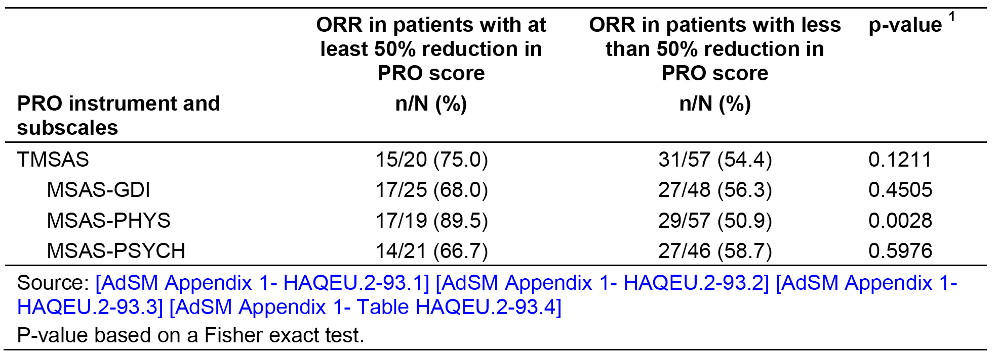 ORR in patients with at ORR in patients with less p-value 1
least 50% reduction in than 50% reduction in
PRO score PRO score
PRO instrument and n/N (%) n/N (%)
subscales
TMSAS 15/20 (75.0) 31/57 (54.4) 0.1211
MSAS-GDI 17/25 (68.0) 27/48 (56.3) 0.4505
MSAS-PHYS 17/19 (89.5) 29/57 (50.9) 0.0028
MSAS-PSYCH 14/21 (66.7) 27/46 (58.7) 0.5976
Source: [AdSM Appendix 1- HAQEU.2-93.1] [AdSM Appendix 1- HAQEU.2-93.2] [AdSM Appendix 1-
HAQEU.2-93.3] [AdSM Appendix 1- Table HAQEU.2-93.4]
P-value based on a Fisher exact test.